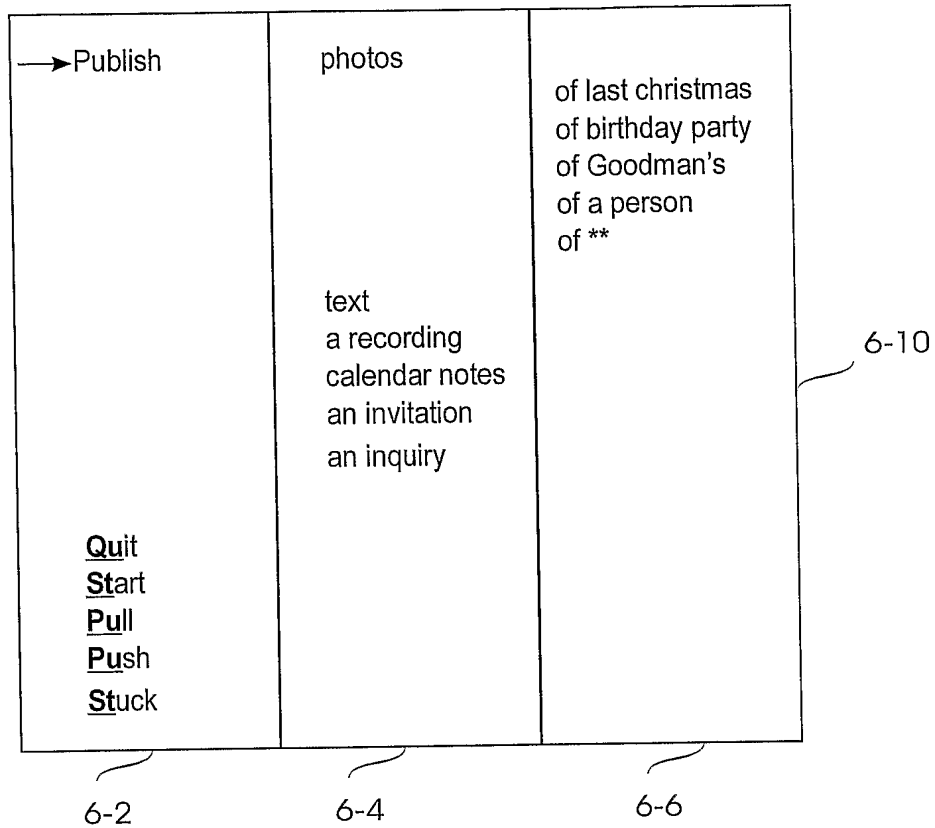 Publish
photos
of last christmas
of birthday party
of Goodman's
of a person
of **
text
a recording
calendar notes
an invitation
an inquiry
6-10
Quit
Start
Pull
Push
Stuck
6-2
6-4
6-6